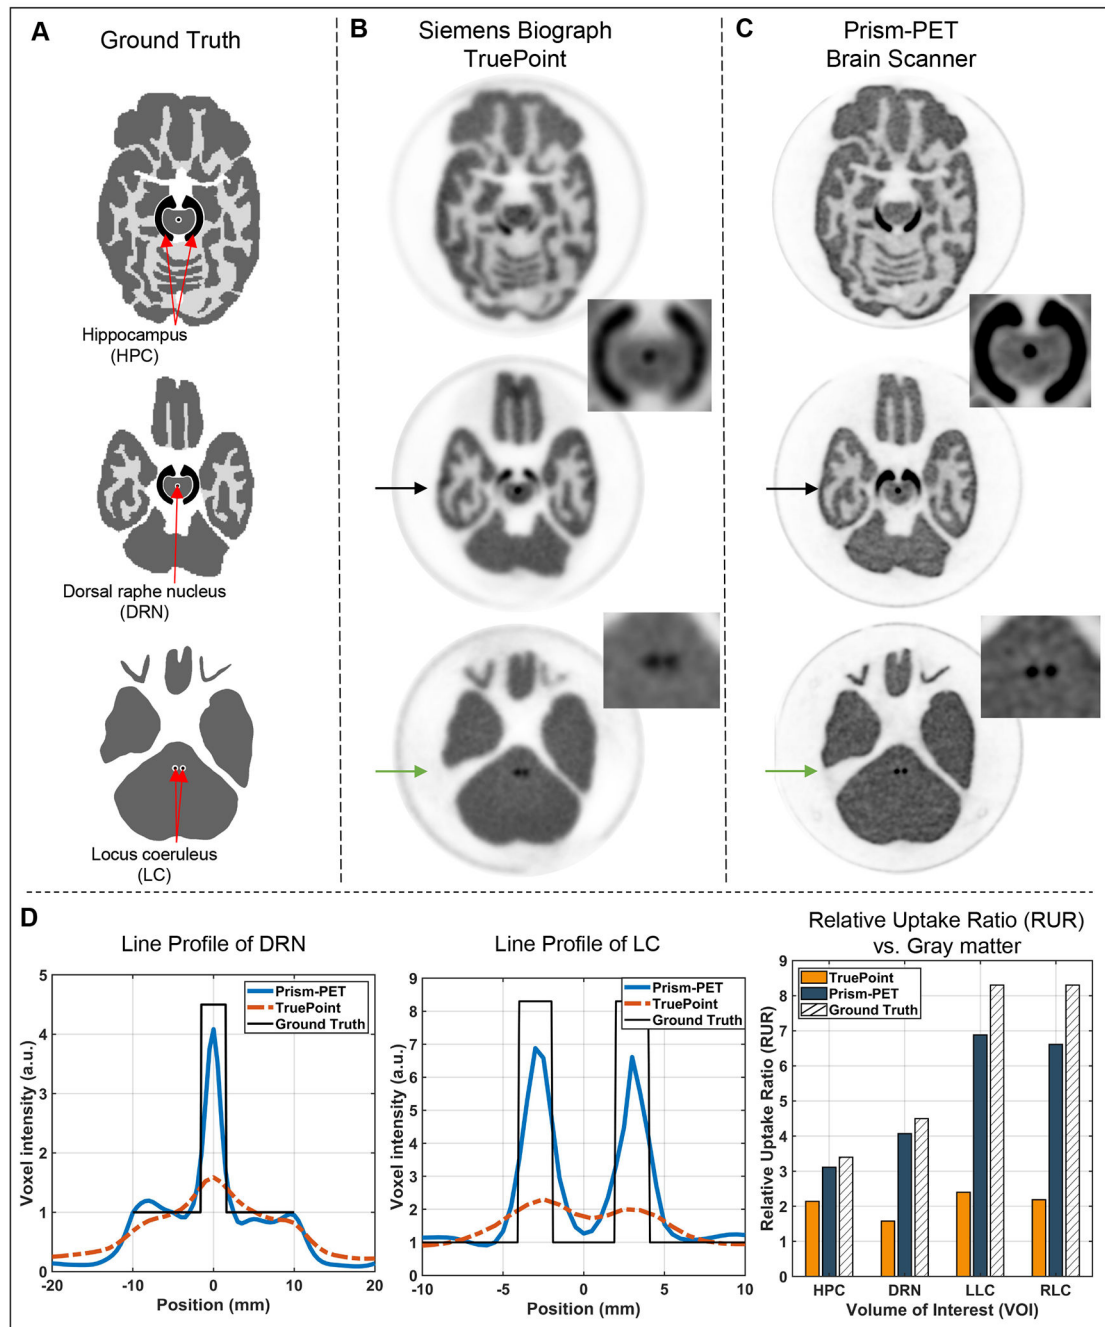 A
Ground Truth
B
Siemens Biograph
TruePoint
C
Prism-PET
Brain Scanner
Hippocampus
(HPC)
Dorsal raphe nucleus
(DRN)
Locus coeruleus
(LC)
D
Line Profile of DRN
Voxel intensity (a.u.)
5
4
3
2
1
0
-20
-10
0
10
20
Position (mm)
Prism-PET
TruePoint
Ground Truth
Line Profile of LC
Voxel intensity (a.u.)
9
8
7
6
5
4
3
2
1
0
-10
-5
0
5
10
Position (mm)
Prism-PET
TruePoint
Ground Truth
Relative Uptake Ratio (RUR)
vs. Gray matter
Relative Uptake Ratio (RUR)
9
8
7
6
5
4
3
2
1
0
TruePoint
Prism-PET
Ground Truth
HPC
DRN
LLC
RLC
Volume of Interest (VOI)